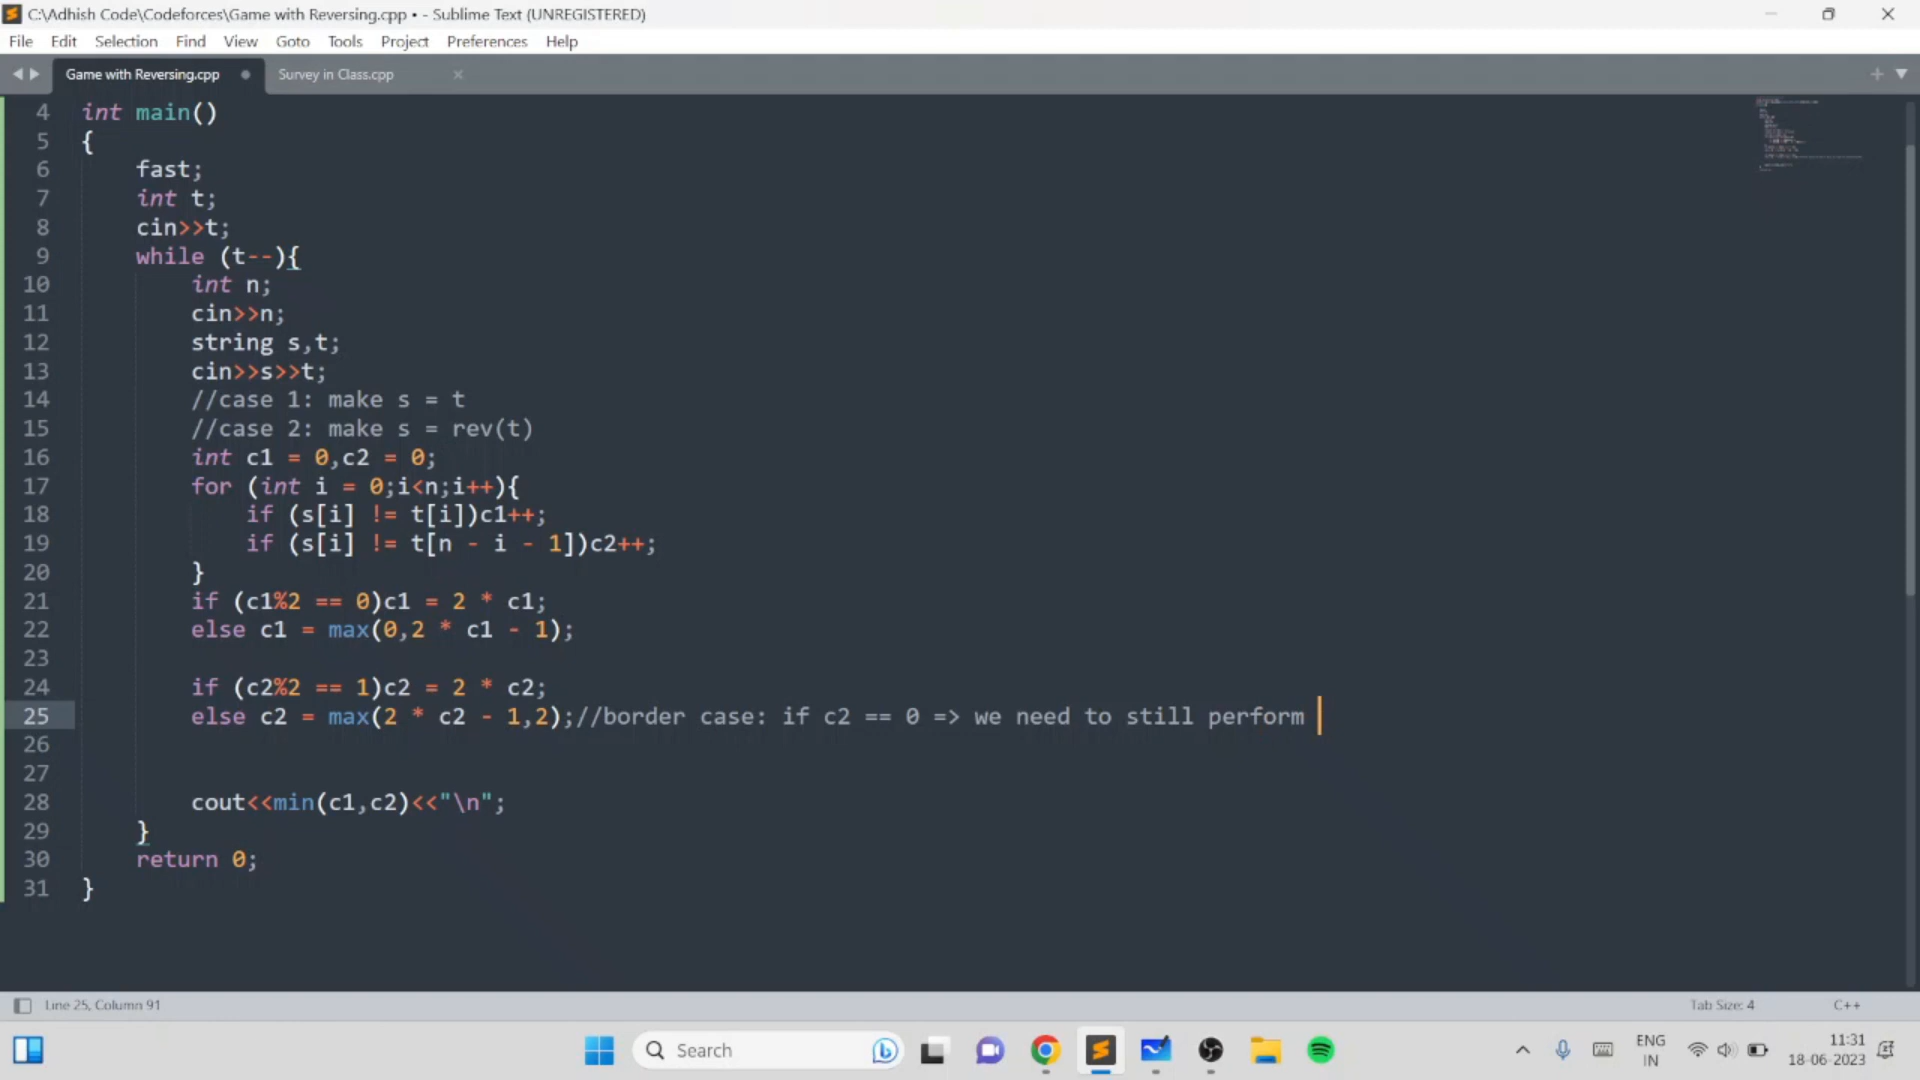 C:\Adhish Code\Codeforces\Game with Reversing.cpp • - Sublime Text (UNREGISTERED)
File Edit Selection Find View Goto Tools Project Preferences Help
Game with Reversing.cpp Survey in Class.cpp
4 int main()
5 {
6 fast;
7 int t;
8 cin>>t;
9 while (t--){
10 int n;
11 cin>>n;
12 string s,t;
13 cin>>s>>t;
14 //case 1: make s = t
15 //case 2: make s = rev(t)
16 int c1 = 0,c2 = 0;
17 for (int i = 0;i<n;i++){
18 if (s[i] != t[i])c1++;
19 if (s[i] != t[n - i - 1])c2++;
20 }
21 if (c1%2 == 0)c1 = 2 * c1;
22 else c1 = max(0,2 * c1 - 1);
23
24 if (c2%2 == 1)c2 = 2 * c2;
25 else c2 = max(2 * c2 - 1,2);//border case: if c2 == 0 => we need to still perform
26
27
28 cout<<min(c1,c2)<<"\n";
29 }
30 return 0;
31 }
Line 25, Column 91 Tab Size: 4 C++
Search ENG 11:31
IN 18-06-2023